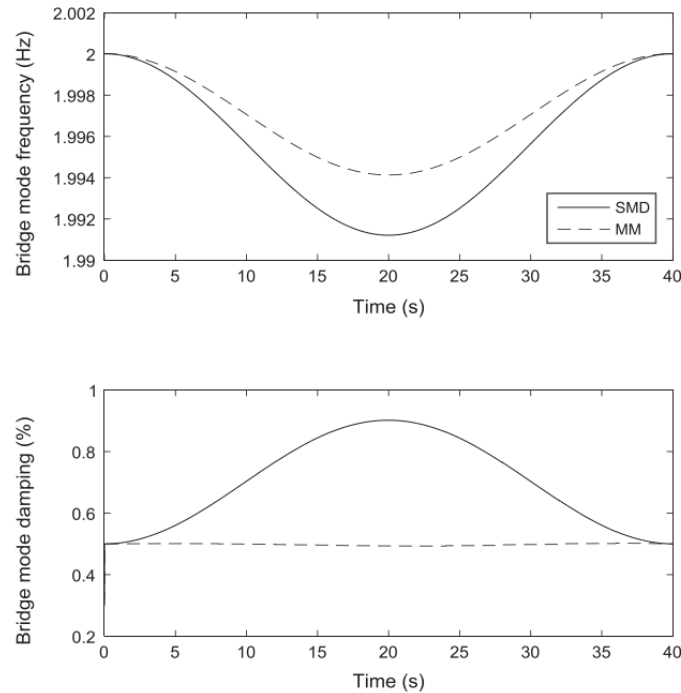 Bridge mode frequency (Hz)
2.002
2
1.998
1.996
1.994
1.992
1.99
SMD
MM
0 5 10 15 20 25 30 35 40
Time (s)
Bridge mode damping (%)
1
0.8
0.6
0.4
0.2
0 5 10 15 20 25 30 35 40
Time (s)